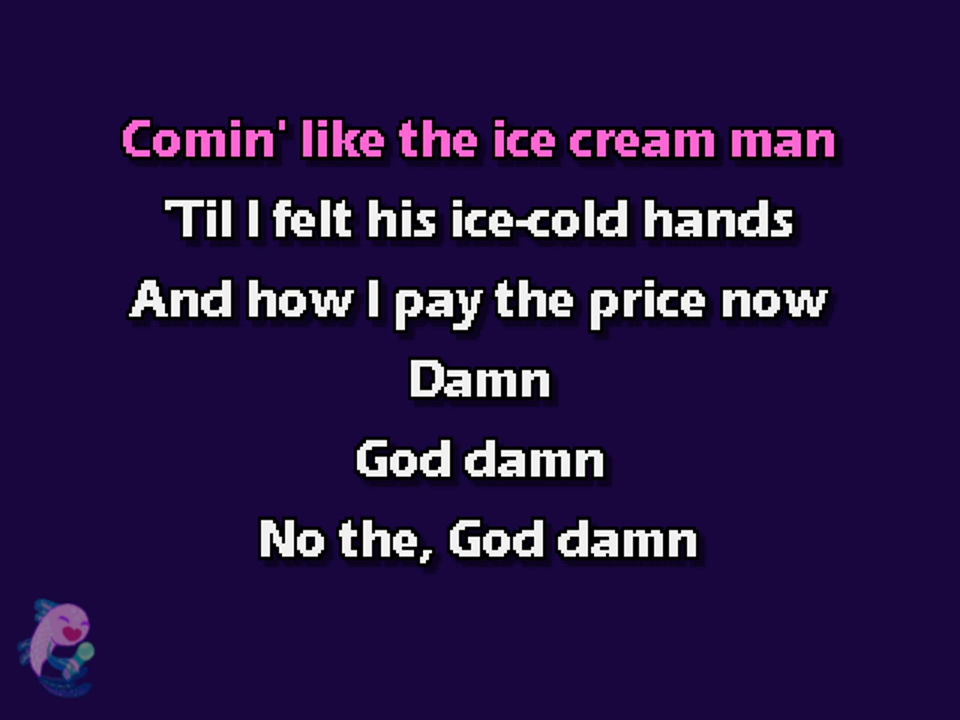 Comin' like the ice cream man
'Til I felt his ice-cold hands
And how I pay the price now
Damn
God damn
No the, God damn